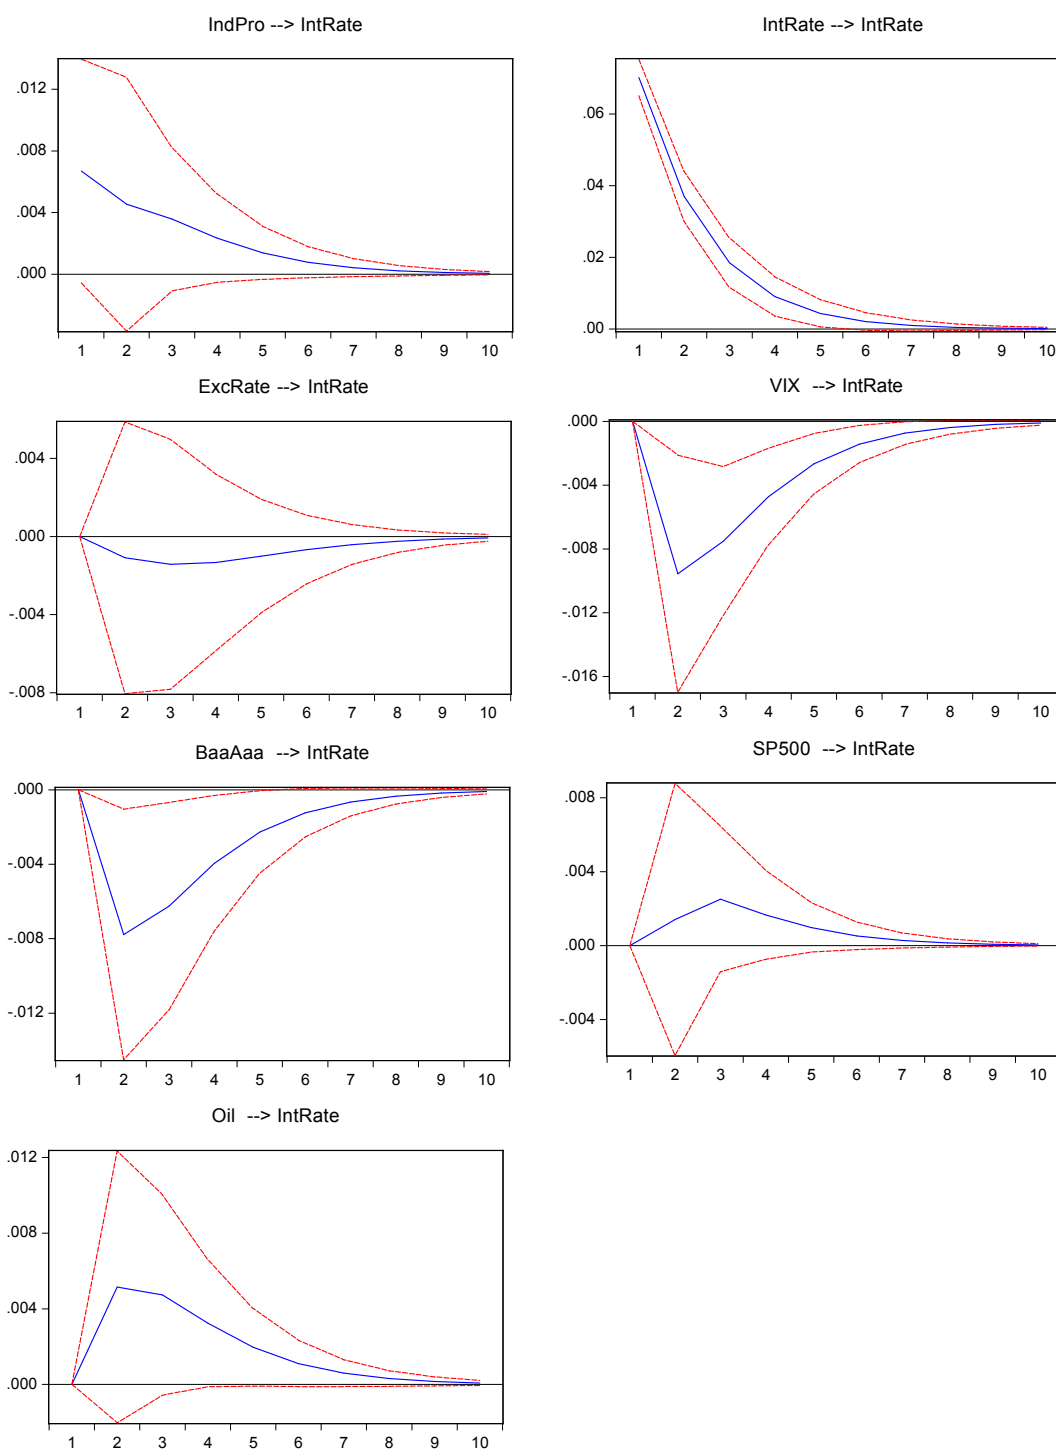 IndPro --> IntRate
.012
.008
.004
.000
1 2 3 4 5 6 7 8 9 10
IntRate --> IntRate
.06
.04
.02
.00
1 2 3 4 5 6 7 8 9 10
ExcRate --> IntRate
.004
.000
-.004
-.008
1 2 3 4 5 6 7 8 9 10
VIX --> IntRate
.000
-.004
-.008
-.012
-.016
1 2 3 4 5 6 7 8 9 10
BaaAaa --> IntRate
.000
-.004
-.008
-.012
1 2 3 4 5 6 7 8 9 10
SP500 --> IntRate
.008
.004
.000
-.004
1 2 3 4 5 6 7 8 9 10
Oil --> IntRate
.012
.008
.004
.000
1 2 3 4 5 6 7 8 9 10